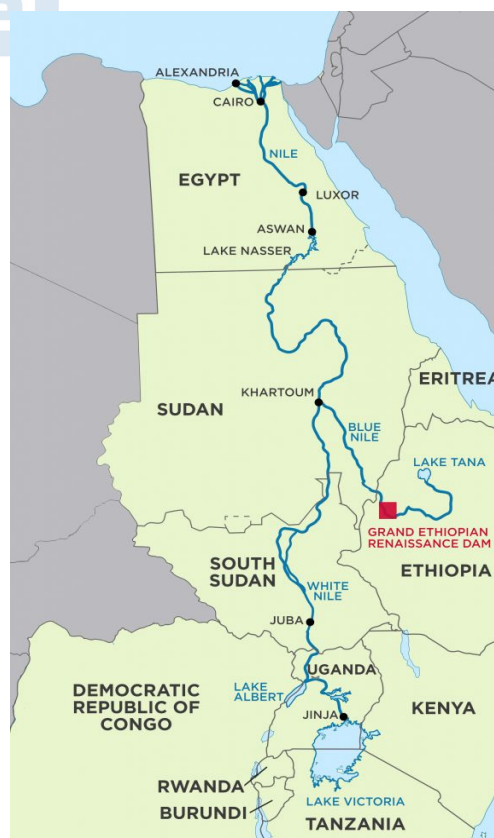 ALEXANDRIA
CAIRO
NILE
EGYPT
LUXOR
ASWAN
LAKE NASSER
ERITREA
KHARTOUM
SUDAN
BLUE
NILE
LAKE TANA
GRAND ETHIOPIAN
RENAISSANCE DAM
SOUTH
SUDAN
ETHIOPIA
WHITE
NILE
JUBA
UGANDA
LAKE
ALBERT
DEMOCRATIC
REPUBLIC OF
CONGO
KENYA
JINJA
RWANDA
LAKE VICTORIA
BURUNDI
TANZANIA